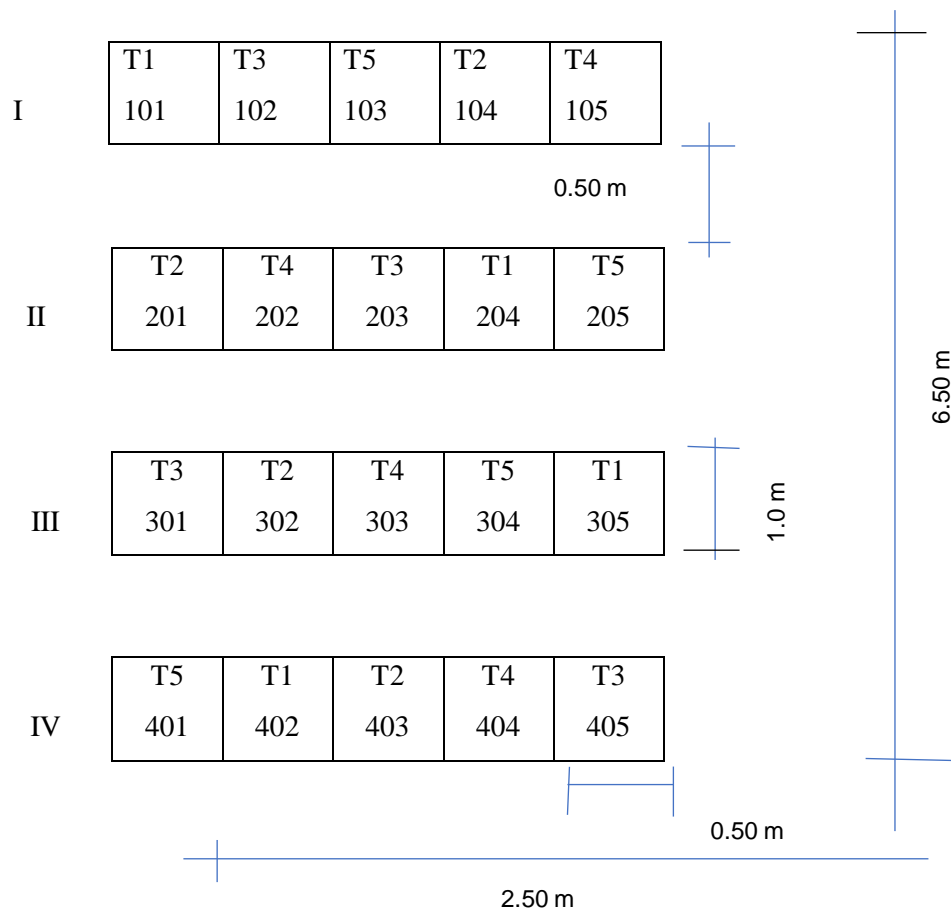 T1 T3 T5 T2 T4
I 101 102 103 104 105
0.50 m
T2 T4 T3 T1 T5
II 201 202 203 204 205
6.50 m
T3 T2 T4 T5 T1
III 301 302 303 304 305
1.0 m
T5 T1 T2 T4 T3
IV 401 402 403 404 405
0.50 m
2.50 m